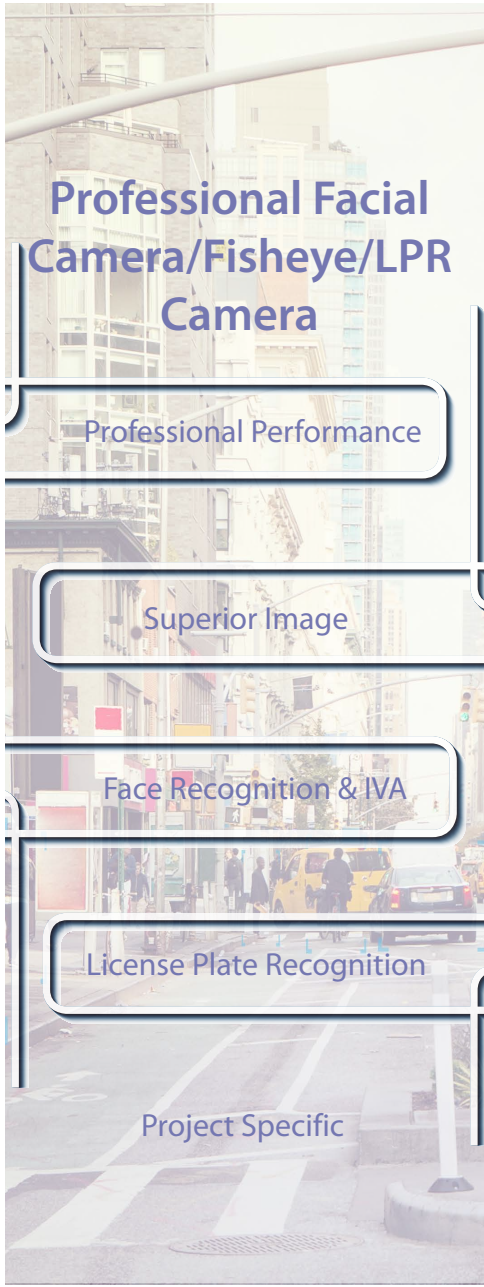 Professional Facial
Camera/Fisheye/LPR
Camera
Professional Performance
Superior Image
Face Recognition & IVA
License Plate Recognition
Project Specific